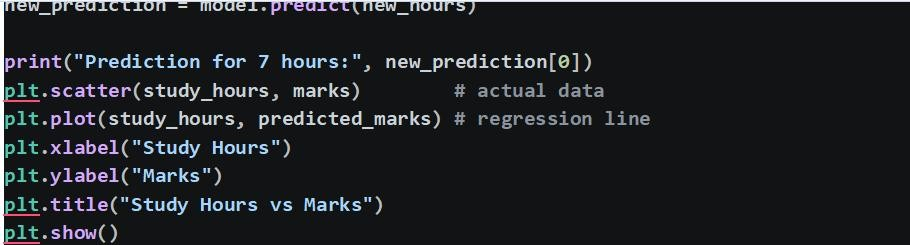 new_prediction = model.predict(new_hours)
print("Prediction for 7 hours:", new_prediction[0])
plt.scatter(study_hours, marks)        # actual data
plt.plot(study_hours, predicted_marks) # regression line
plt.xlabel("Study Hours")
plt.ylabel("Marks")
plt.title("Study Hours vs Marks")
plt.show()